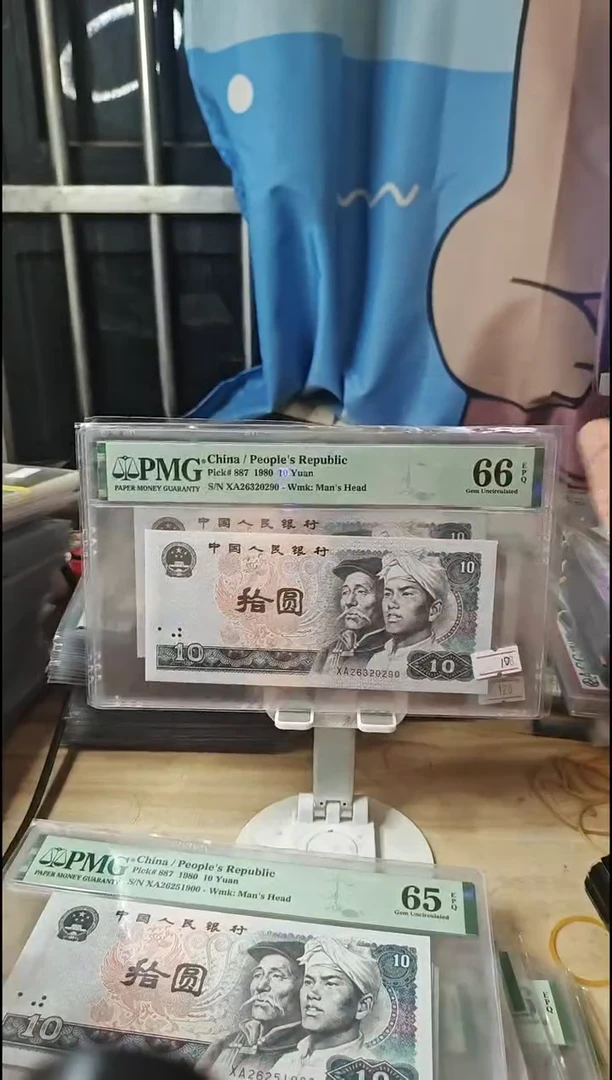 PMG
PAPER MONEY GUARANTY
China / People's Republic
Pick# 887 1980 10 Yuan
S/N XA26320290 - Wmk: Man's Head
66 EPQ
Gem Uncirculated
中国人民银行
10
中国人民银行
10
拾圆
10
XA26320290
10
120
PMG
PAPER MONEY GUARANTY
China / People's Republic
Pick# 887 1980 10 Yuan
S/N XA26251900 - Wmk: Man's Head
65 EPQ
Gem Uncirculated
EPQ
中国人民银行
10
拾圆
10
10